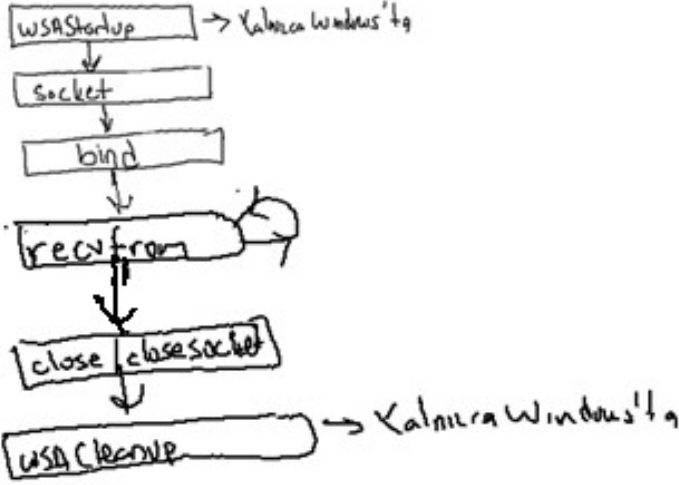 WSAStartup → Yalnızca Windows'ta
socket
bind
recvfrom
close | closesocket
WSACleanup → Yalnızca Windows'ta